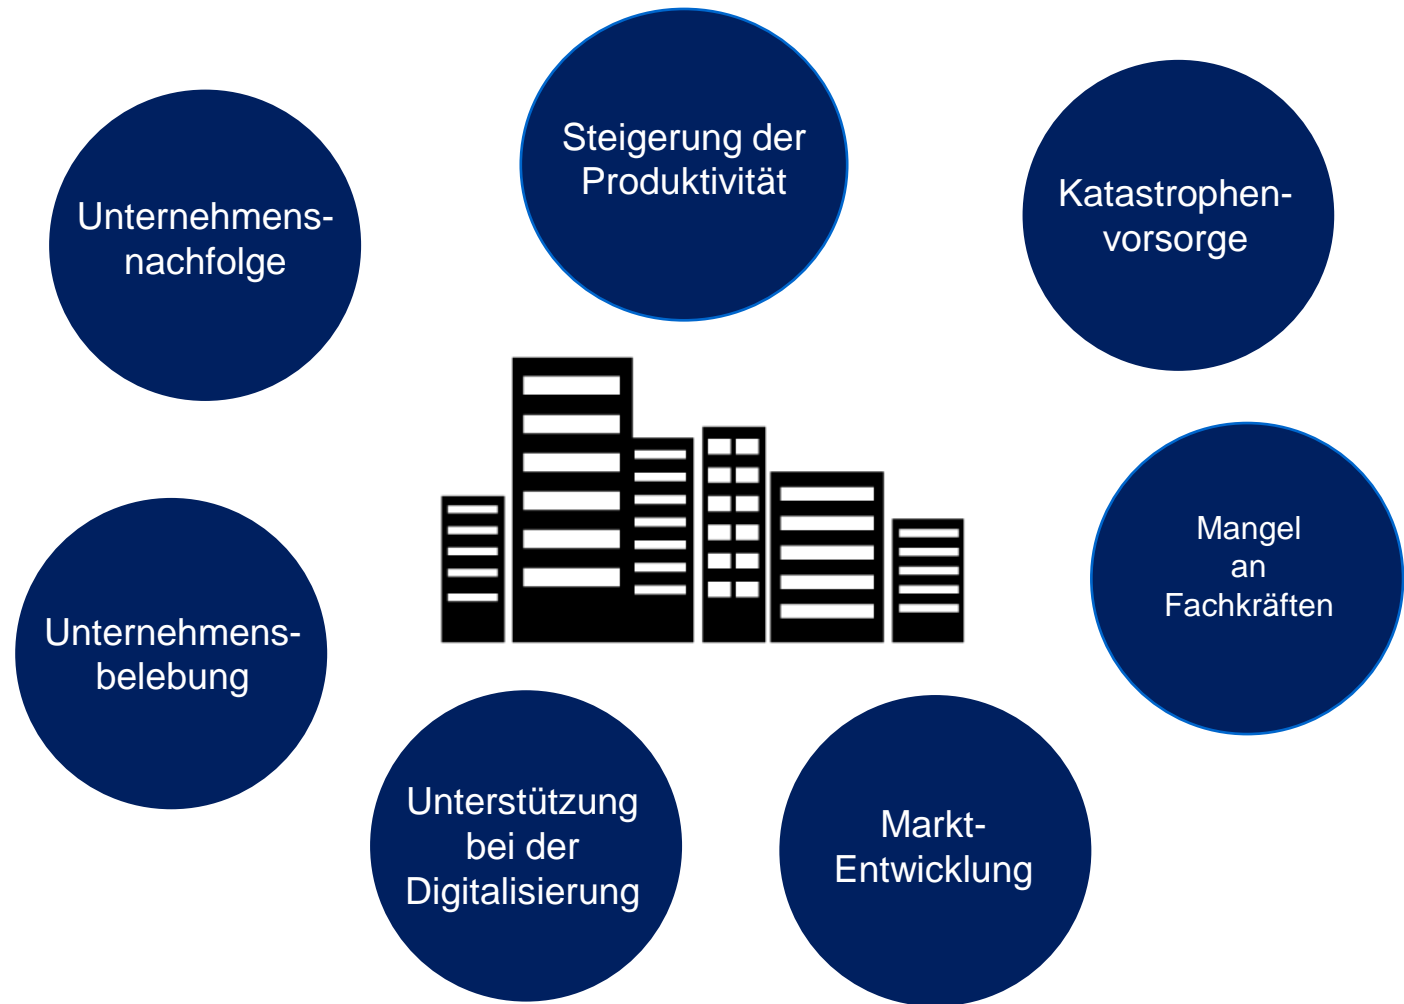 Steigerung der
Produktivität
Unternehmens-
nachfolge
Katastrophen-
vorsorge
Mangel
an
Fachkräften
Unternehmens-
belebung
Unterstützung
bei der
Digitalisierung
Markt-
Entwicklung